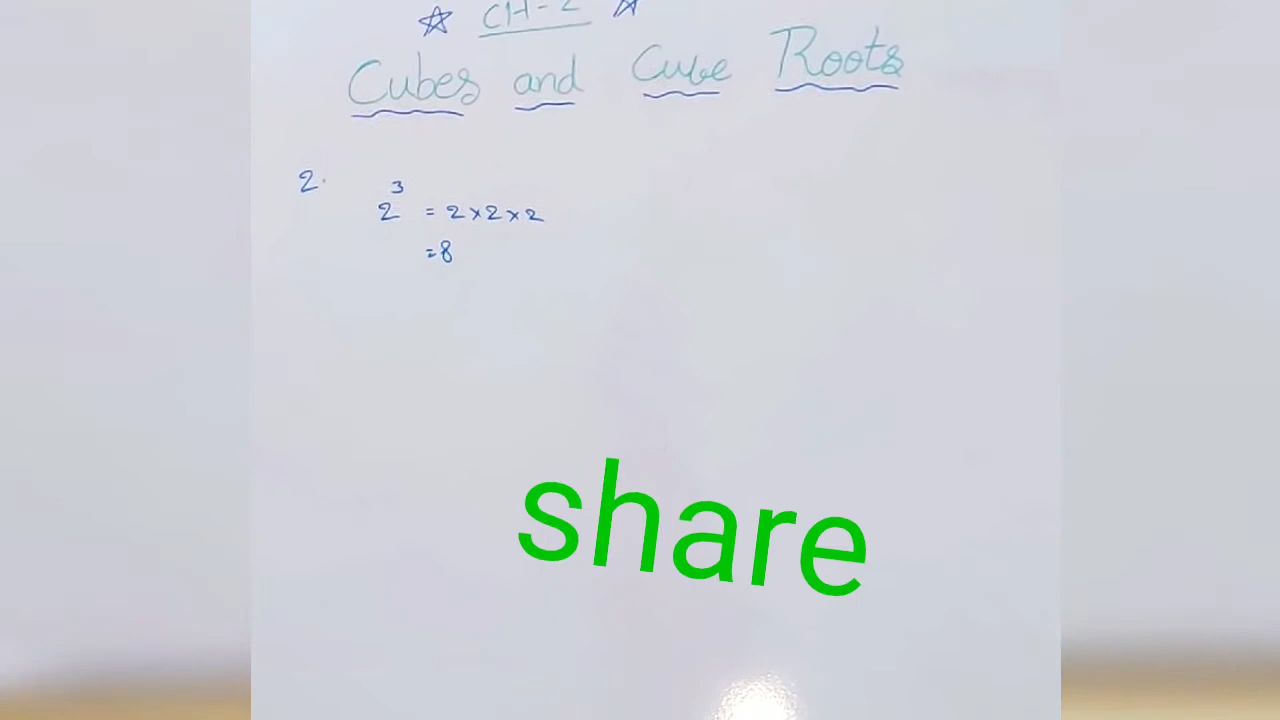 CH-2
Cubes and Cube Roots
2.
2³ = 2×2×2
=8
share